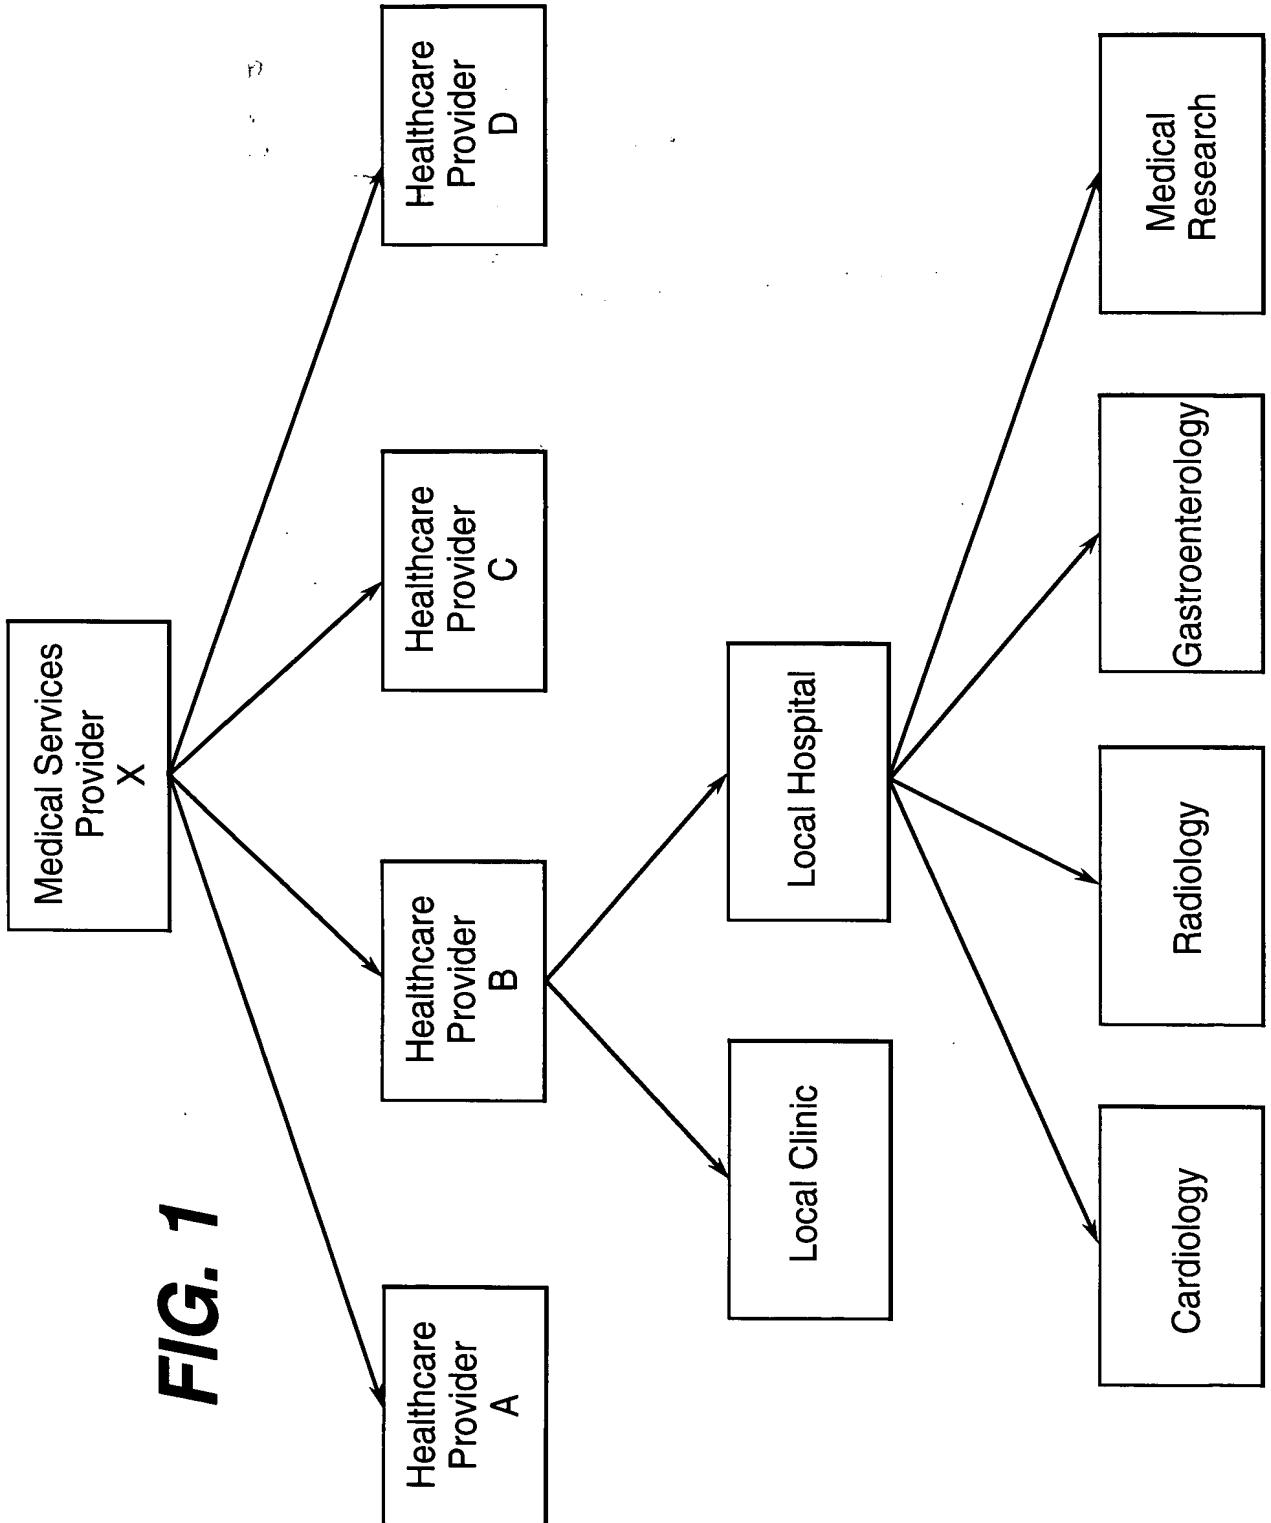 FIG. 1
Medical Services
Provider
X
Healthcare
Provider
A
Healthcare
Provider
B
Healthcare
Provider
C
Healthcare
Provider
D
Local Clinic
Local Hospital
Cardiology
Radiology
Gastroenterology
Medical
Research